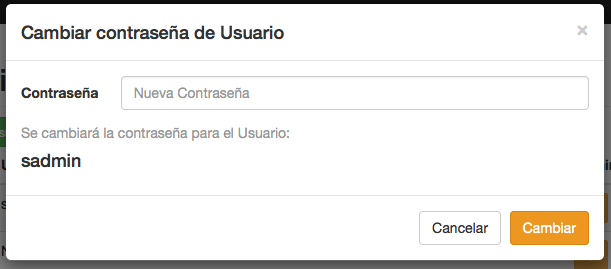 Cambiar contraseña de Usuario
×
Contraseña
Nueva Contraseña
Se cambiará la contraseña para el Usuario:
sadmin
Cancelar
Cambiar